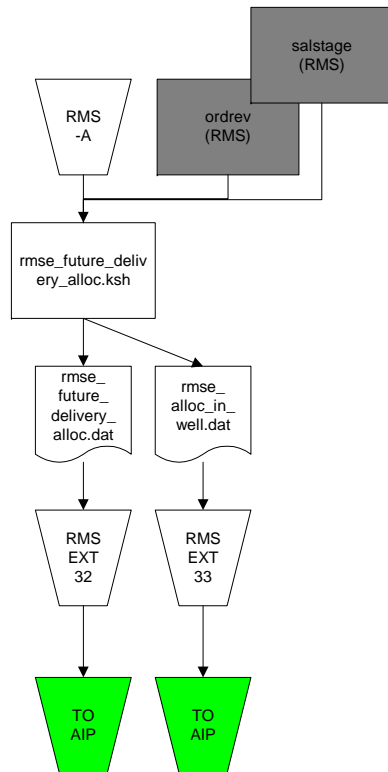 salstage
(RMS)
ordrev
(RMS)
RMS
-A
rmse_future_deliv
ery_alloc.ksh
rmse_
future_
delivery_
alloc.dat
rmse_
alloc_in_
well.dat
RMS
EXT
32
RMS
EXT
33
TO
AIP
TO
AIP